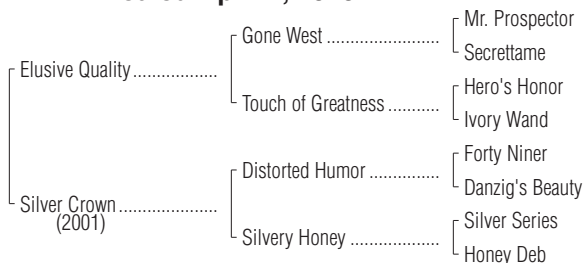 Mr. Prospector
Gone West
Secrettame
Elusive Quality
Hero's Honor
Touch of Greatness
Ivory Wand
Forty Niner
Distorted Humor
Danzig's Beauty
Silver Crown
(2001)
Silver Series
Silvery Honey
Honey Deb